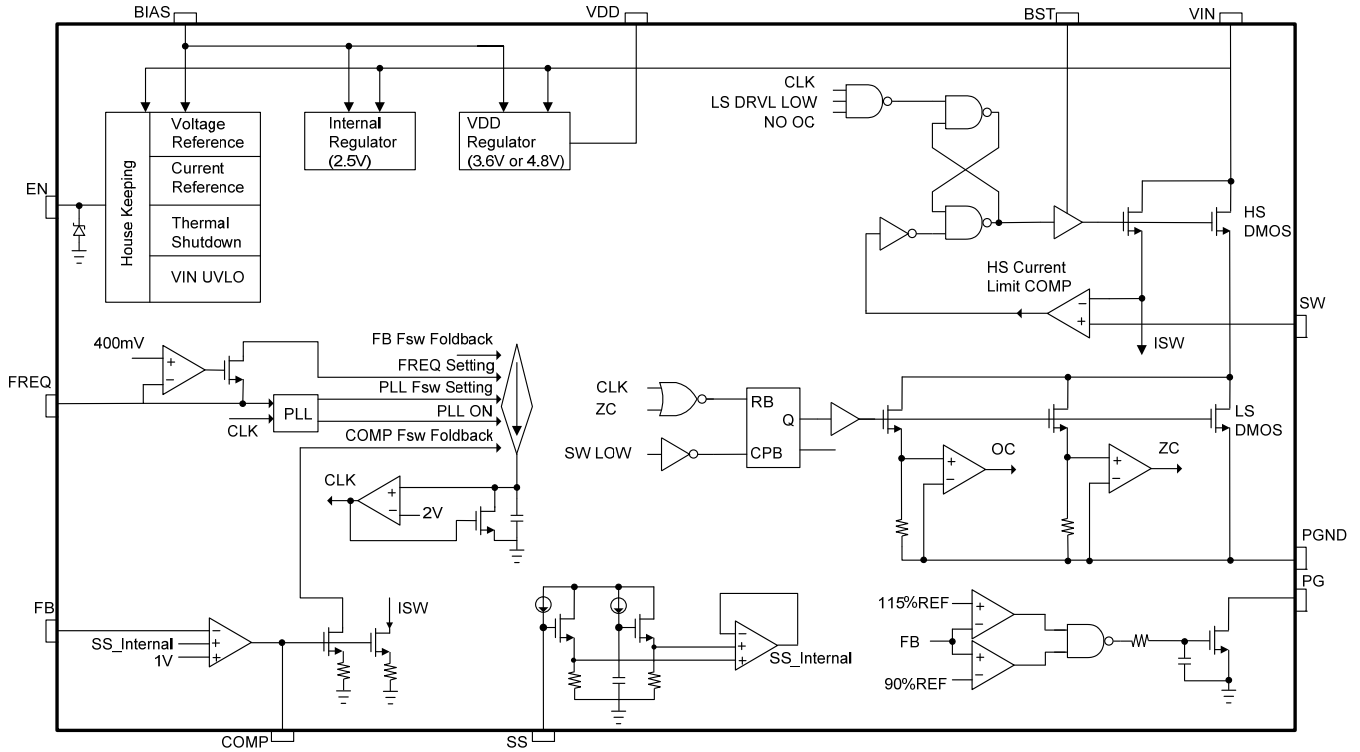 BIAS
VDD
BST
VIN
CLK
LS DRVL LOW
NO OC
House Keeping
Voltage
Reference
Current
Reference
Thermal
Shutdown
VIN UVLO
Internal
Regulator
(2.5V)
VDD
Regulator
(3.6V or 4.8V)
EN
HS
DMOS
HS Current
Limit COMP
−
+
SW
ISW
400mV
+
−
FREQ
PLL
CLK
FB Fsw Foldback
FREQ Setting
PLL Fsw Setting
PLL ON
COMP Fsw Foldback
CLK
+
−
2V
CLK
ZC
SW LOW
RB
Q
CPB
LS
DMOS
+
−
OC
+
−
ZC
PGND
PG
FB
SS_Internal
1V
−
+
+
ISW
−
+
+
SS_Internal
115%REF
FB
90%REF
+
−
+
−
COMP
SS